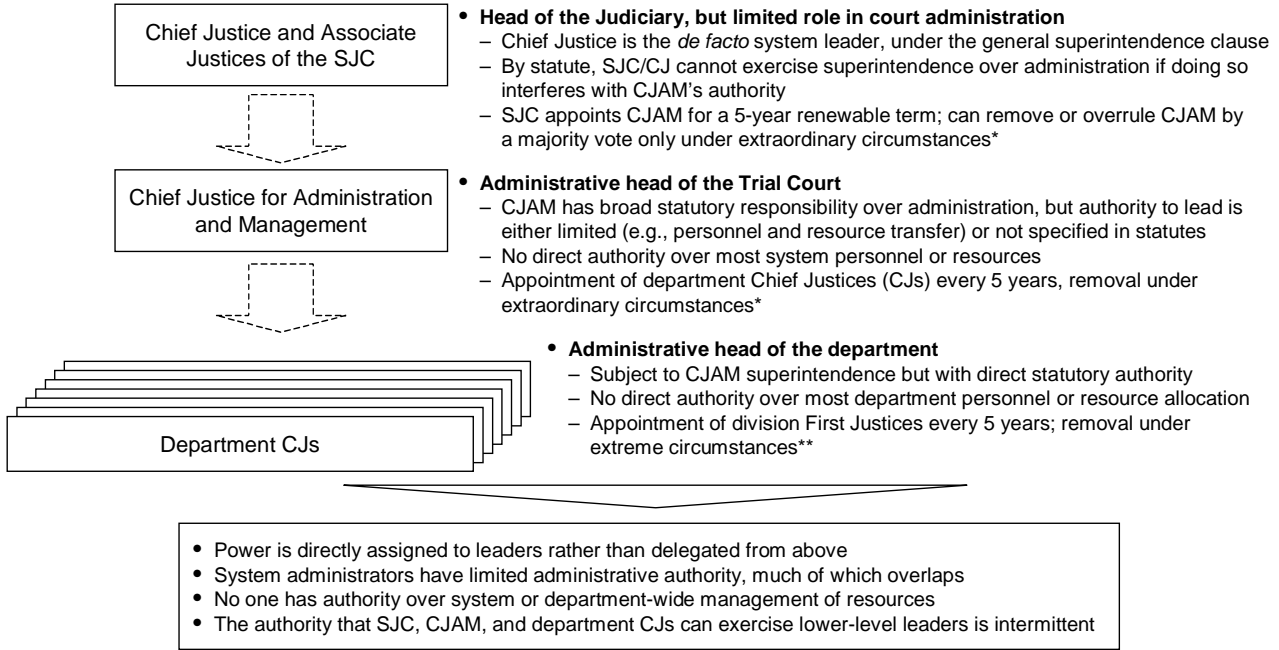 Chief Justice and Associate
Justices of the SJC
• Head of the Judiciary, but limited role in court administration
– Chief Justice is the de facto system leader, under the general superintendence clause
– By statute, SJC/CJ cannot exercise superintendence over administration if doing so
interferes with CJAM’s authority
– SJC appoints CJAM for a 5-year renewable term; can remove or overrule CJAM by
a majority vote only under extraordinary circumstances*
Chief Justice for Administration
and Management
• Administrative head of the Trial Court
– CJAM has broad statutory responsibility over administration, but authority to lead is
either limited (e.g., personnel and resource transfer) or not specified in statutes
– No direct authority over most system personnel or resources
– Appointment of department Chief Justices (CJs) every 5 years, removal under
extraordinary circumstances*
Department CJs
• Administrative head of the department
– Subject to CJAM superintendence but with direct statutory authority
– No direct authority over most department personnel or resource allocation
– Appointment of division First Justices every 5 years; removal under
extreme circumstances**
• Power is directly assigned to leaders rather than delegated from above
• System administrators have limited administrative authority, much of which overlaps
• No one has authority over system or department-wide management of resources
• The authority that SJC, CJAM, and department CJs can exercise lower-level leaders is intermittent